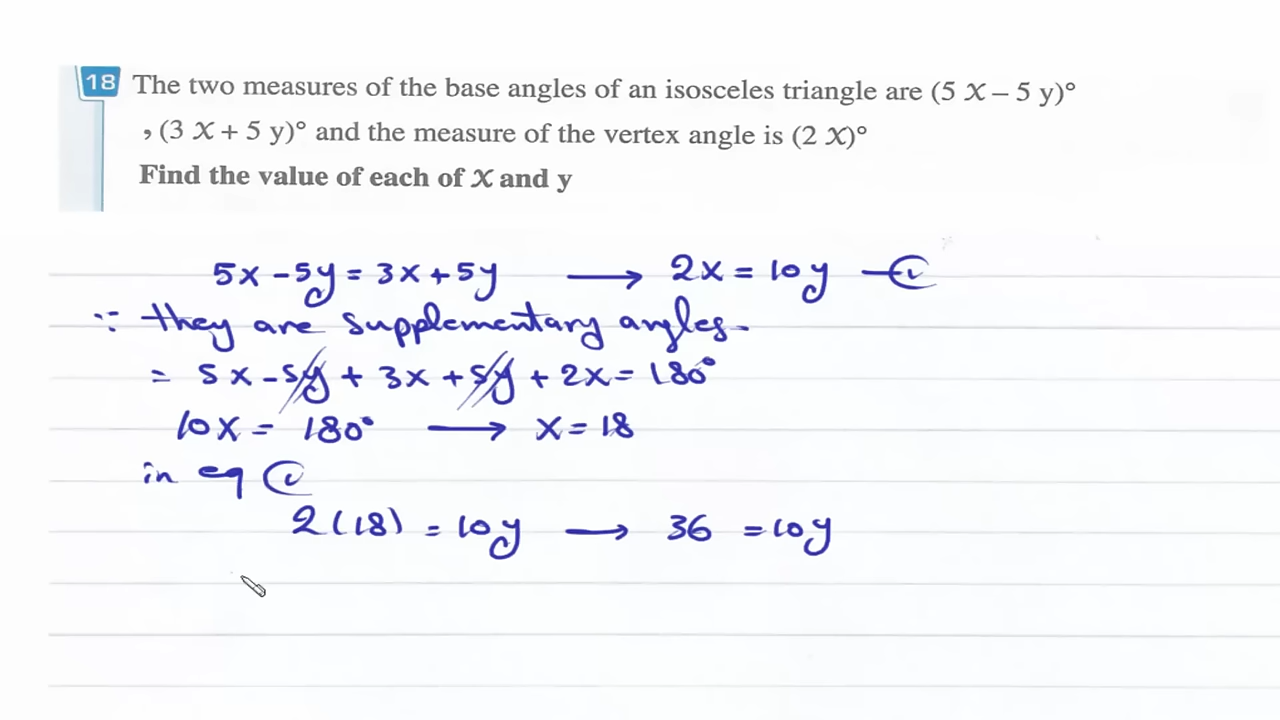 18 The two measures of the base angles of an isosceles triangle are (5 X – 5 y)°
, (3 X + 5 y)° and the measure of the vertex angle is (2 X)°
Find the value of each of X and y
5x - 5y = 3x + 5y ⟶ 2x = 10y —
∵ they are supplementary angles.
= 5x - 5y + 3x + 5y + 2x = 180°
10x = 180° ⟶ x = 18
in eq
2(18) = 10y ⟶ 36 = 10y